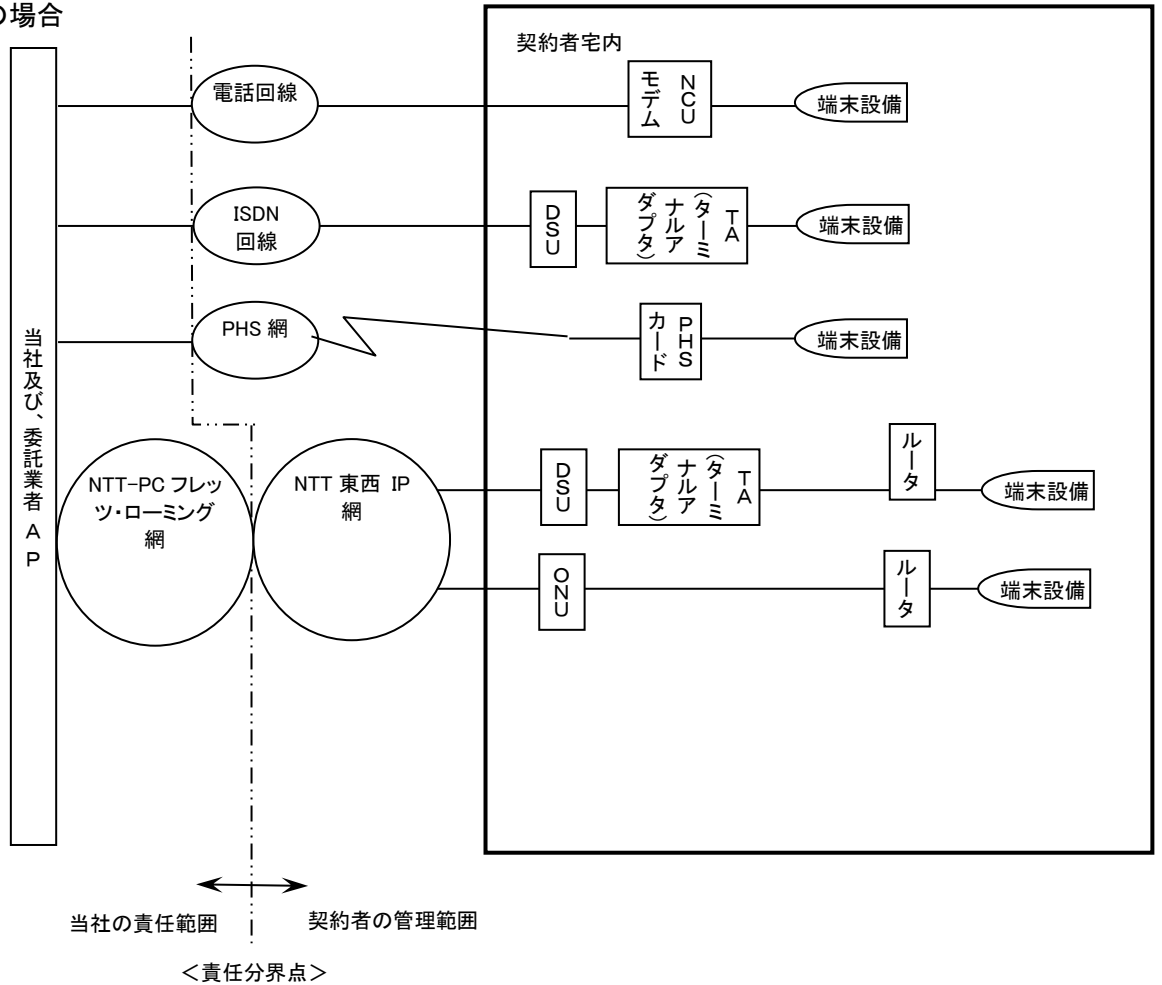 の場合
契約者宅内
電話回線
モデム
NCU
端末設備
ISDN
回線
DSU
TA
(ターミ
ナルア
ダプタ)
端末設備
PHS 網
PHS
カード
端末設備
当社及び、委託業者 AP
NTT-PC フレッ
ツ・ローミング
網
NTT 東西 IP
網
DSU
TA
(ターミ
ナルア
ダプタ)
ルータ
端末設備
ONU
ルータ
端末設備
当社の責任範囲
契約者の管理範囲
<責任分界点>